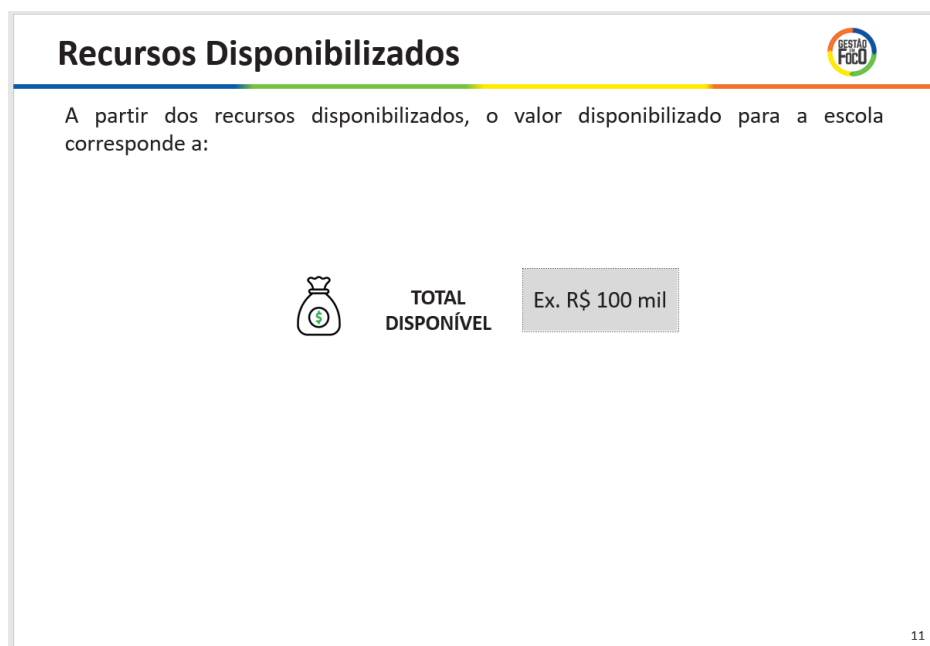 Recursos Disponibilizados
GESTÃO
EM
FOCO
A partir dos recursos disponibilizados, o valor disponibilizado para a escola
corresponde a:
$
TOTAL
DISPONÍVEL
Ex. R$ 100 mil
11